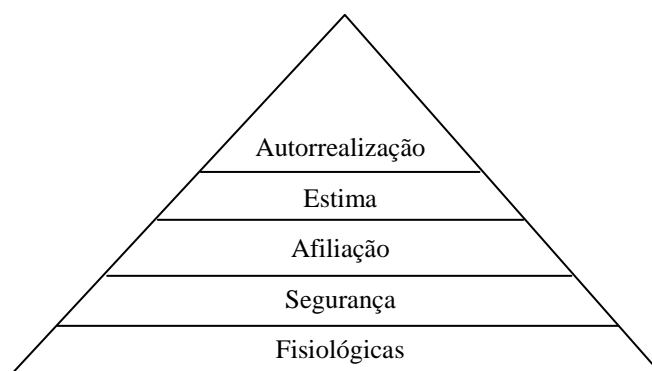 Autorrealização
Estima
Afiliação
Segurança
Fisiológicas